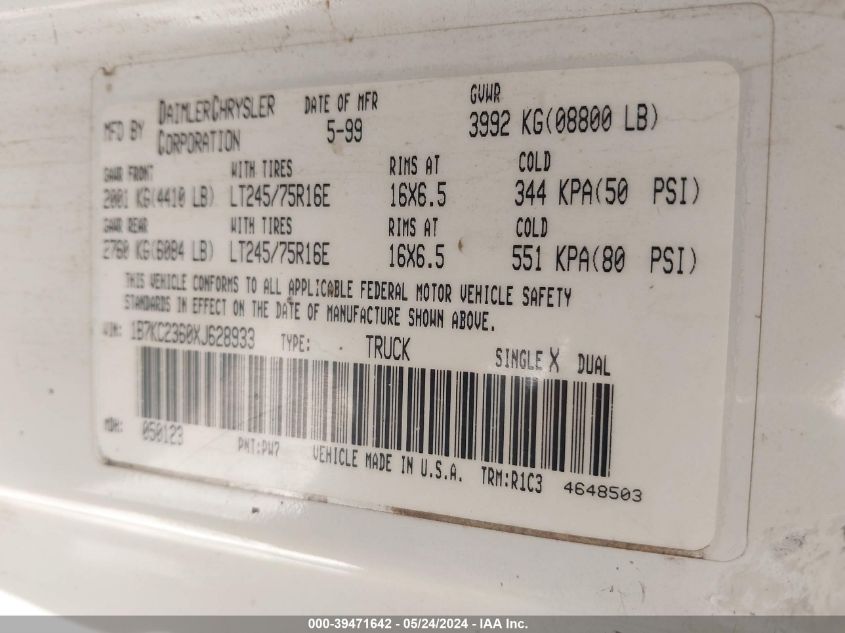 MFD BY DAIMLERCHRYSLER CORPORATION DATE OF MFR 5-99 GVWR 3992 KG(08800 LB)
GAWR FRONT WITH TIRES RIMS AT COLD
2001 KG(4410 LB) LT245/75R16E 16X6.5 344 KPA(50 PSI)
GAWR REAR WITH TIRES RIMS AT COLD
2760 KG(6084 LB) LT245/75R16E 16X6.5 551 KPA(80 PSI)
THIS VEHICLE CONFORMS TO ALL APPLICABLE FEDERAL MOTOR VEHICLE SAFETY
STANDARDS IN EFFECT ON THE DATE OF MANUFACTURE SHOWN ABOVE.
VIN: 1B7KC2360XJ628933 TYPE: TRUCK SINGLE X DUAL
MDH: 050123 PNT:PW7 VEHICLE MADE IN U.S.A. TRM:R1C3 4648503
000-39471642 - 05/24/2024 - IAA Inc.